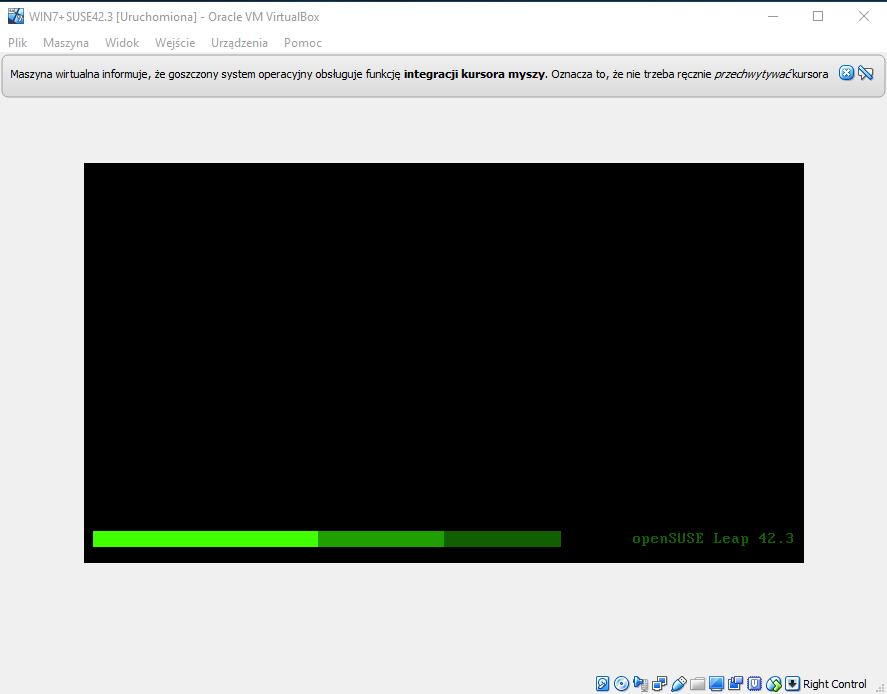 WIN7+SUSE42.3 [Uruchomiona] - Oracle VM VirtualBox
Plik Maszyna Widok Wejście Urządzenia Pomoc
Maszyna wirtualna informuje, że goszczony system operacyjny obsługuje funkcję integracji kursora myszy. Oznacza to, że nie trzeba ręcznie przechwytywać kursora
openSUSE Leap 42.3
Right Control